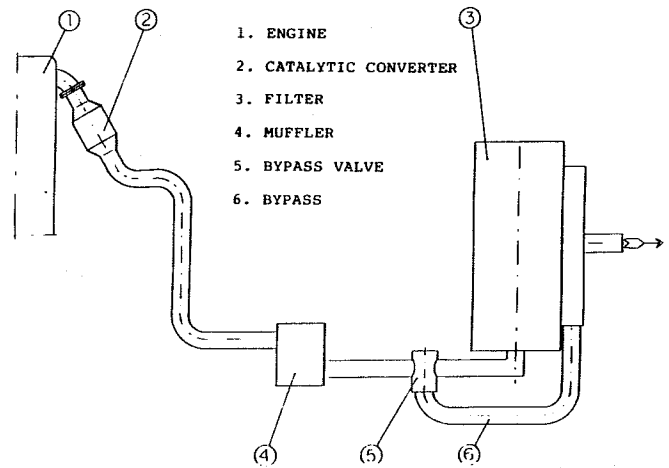 1
2
3
1. ENGINE
2. CATALYTIC CONVERTER
3. FILTER
4. MUFFLER
5. BYPASS VALVE
6. BYPASS
4
5
6